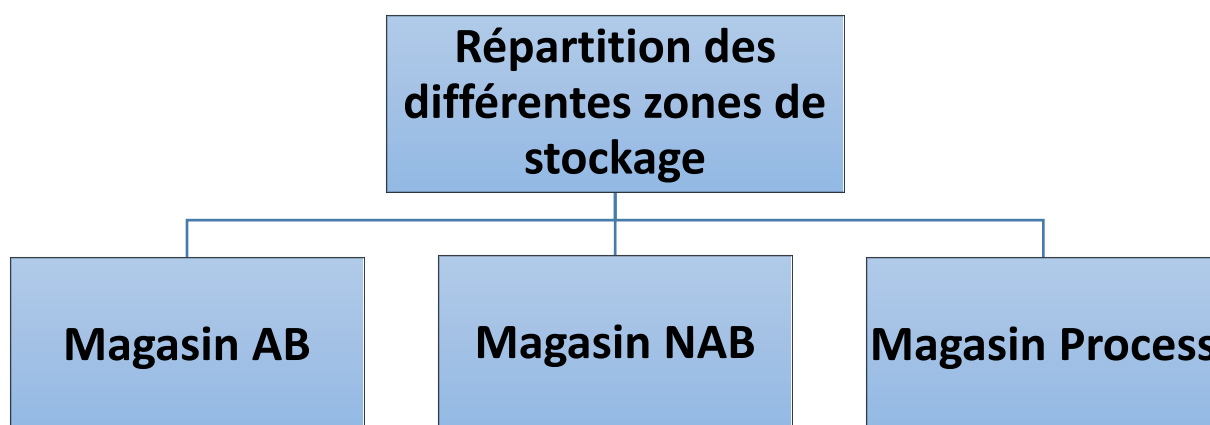 Répartition des
différentes zones de
stockage
Magasin AB
Magasin NAB
Magasin Process